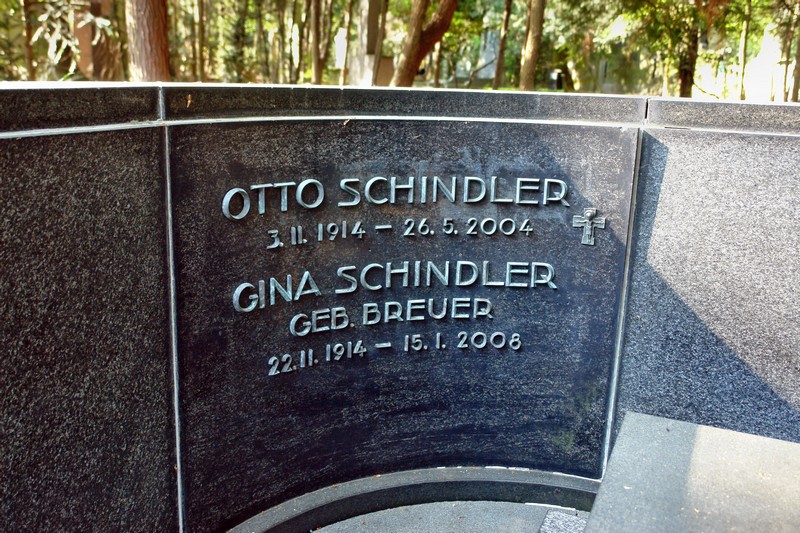 OTTO SCHINDLER
3. 11. 1914 – 26. 5. 2004
GINA SCHINDLER
GEB. BREUER
22. 11. 1914 – 15. 1. 2008